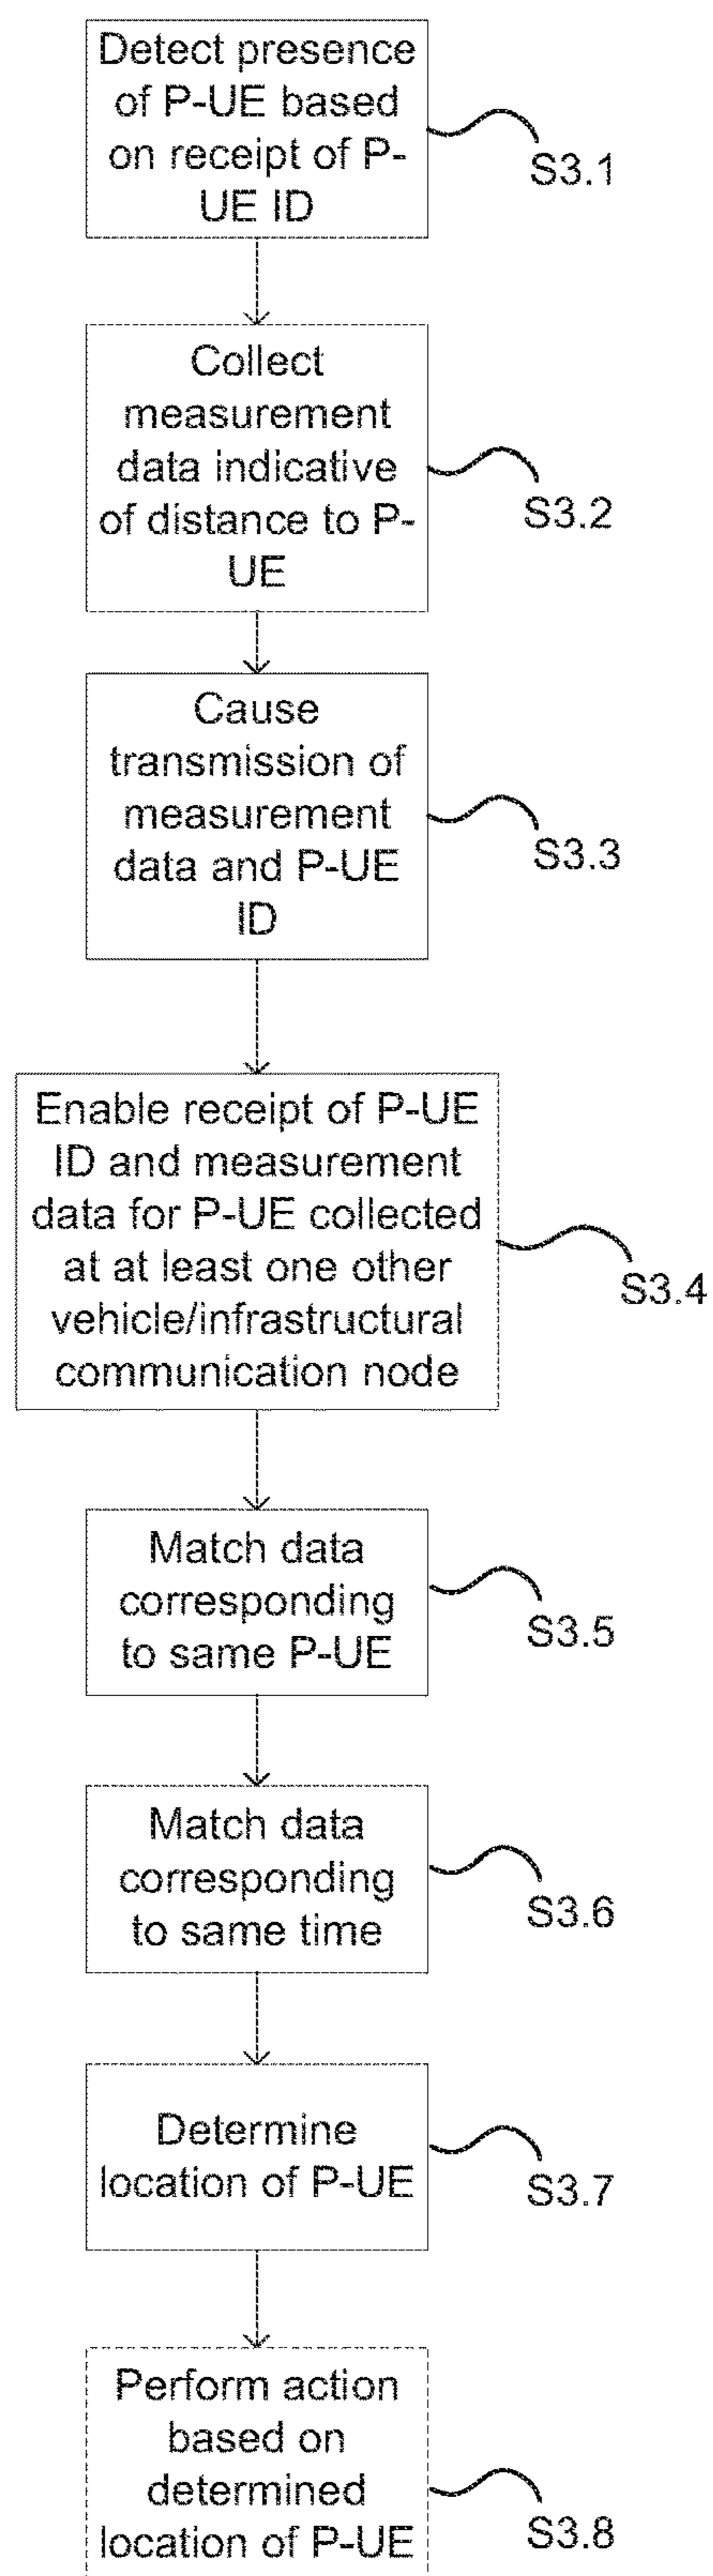 Detect presence
of P-UE based
on receipt of P-
UE ID
S3.1
Collect
measurement
data indicative
of distance to P-
UE
S3.2
Cause
transmission of
measurement
data and P-UE
ID
S3.3
Enable receipt of P-UE
ID and measurement
data for P-UE collected
at at least one other
vehicle/infrastructural
communication node
S3.4
Match data
corresponding
to same P-UE
S3.5
Match data
corresponding
to same time
S3.6
Determine
location of P-UE
S3.7
Perform action
based on
determined
location of P-UE
S3.8